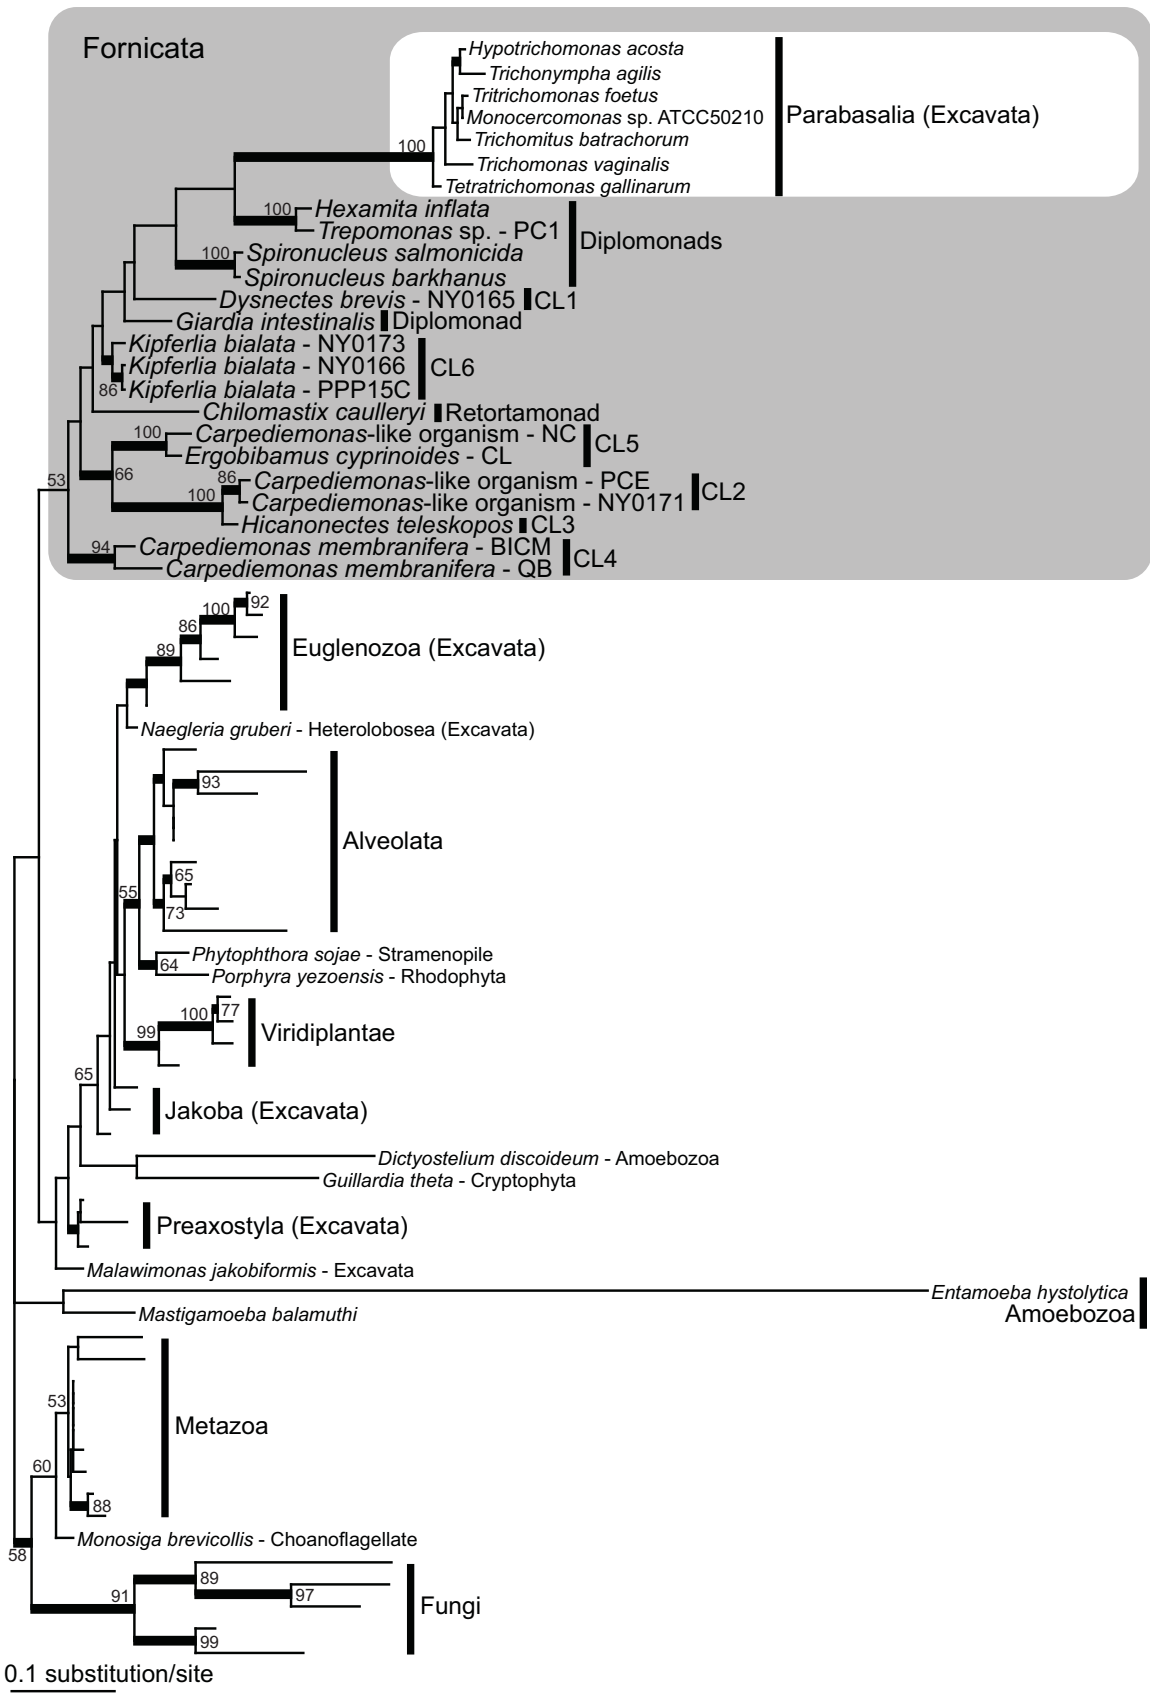 Fornicata
Hypotrichomonas acosta
Trichonympha agilis
Tritrichomonas foetus
Monocercomonas sp. ATCC50210
Parabasalia (Excavata)
Trichomitus batrachorum
100
Trichomonas vaginalis
Tetratrichomonas gallinarum
100
Hexamita inflata
Trepomonas sp. - PC1
Diplomonads
100
Spironucleus salmonicida
Spironucleus barkhanus
Dysnectes brevis - NY0165
CL1
Giardia intestinalis
Diplomonad
Kipferlia bialata - NY0173
Kipferlia bialata - NY0166
CL6
86
Kipferlia bialata - PPP15C
Chilomastix caulleryi
Retortamonad
100
Carpediemonas-like organism - NC
CL5
Ergobibamus cyprinoides - CL
66
53
86
Carpediemonas-like organism - PCE
CL2
100
Carpediemonas-like organism - NY0171
Hicanonectes teleskopos
CL3
94
Carpediemonas membranifera - BICM
CL4
Carpediemonas membranifera - QB
92
100
86
89
Euglenozoa (Excavata)
Naegleria gruberi - Heterolobosea (Excavata)
93
Alveolata
65
55
73
Phytophthora sojae - Stramenopile
64
Porphyra yezoensis - Rhodophyta
77
100
99
Viridiplantae
65
Jakoba (Excavata)
Dictyostelium discoideum - Amoebozoa
Guillardia theta - Cryptophyta
Preaxostyla (Excavata)
Malawimonas jakobiformis - Excavata
Entamoeba hystolytica
Mastigamoeba balamuthi
Amoebozoa
53
Metazoa
60
88
Monosiga brevicollis - Choanoflagellate
58
89
91
97
Fungi
99
0.1 substitution/site